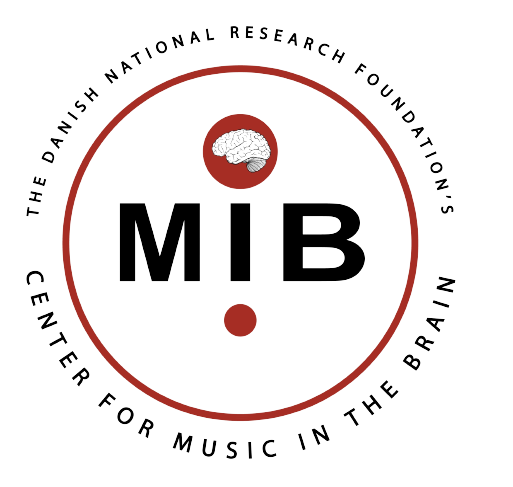 THE DANISH NATIONAL RESEARCH FOUNDATION'S
MIB
CENTER FOR MUSIC IN THE BRAIN